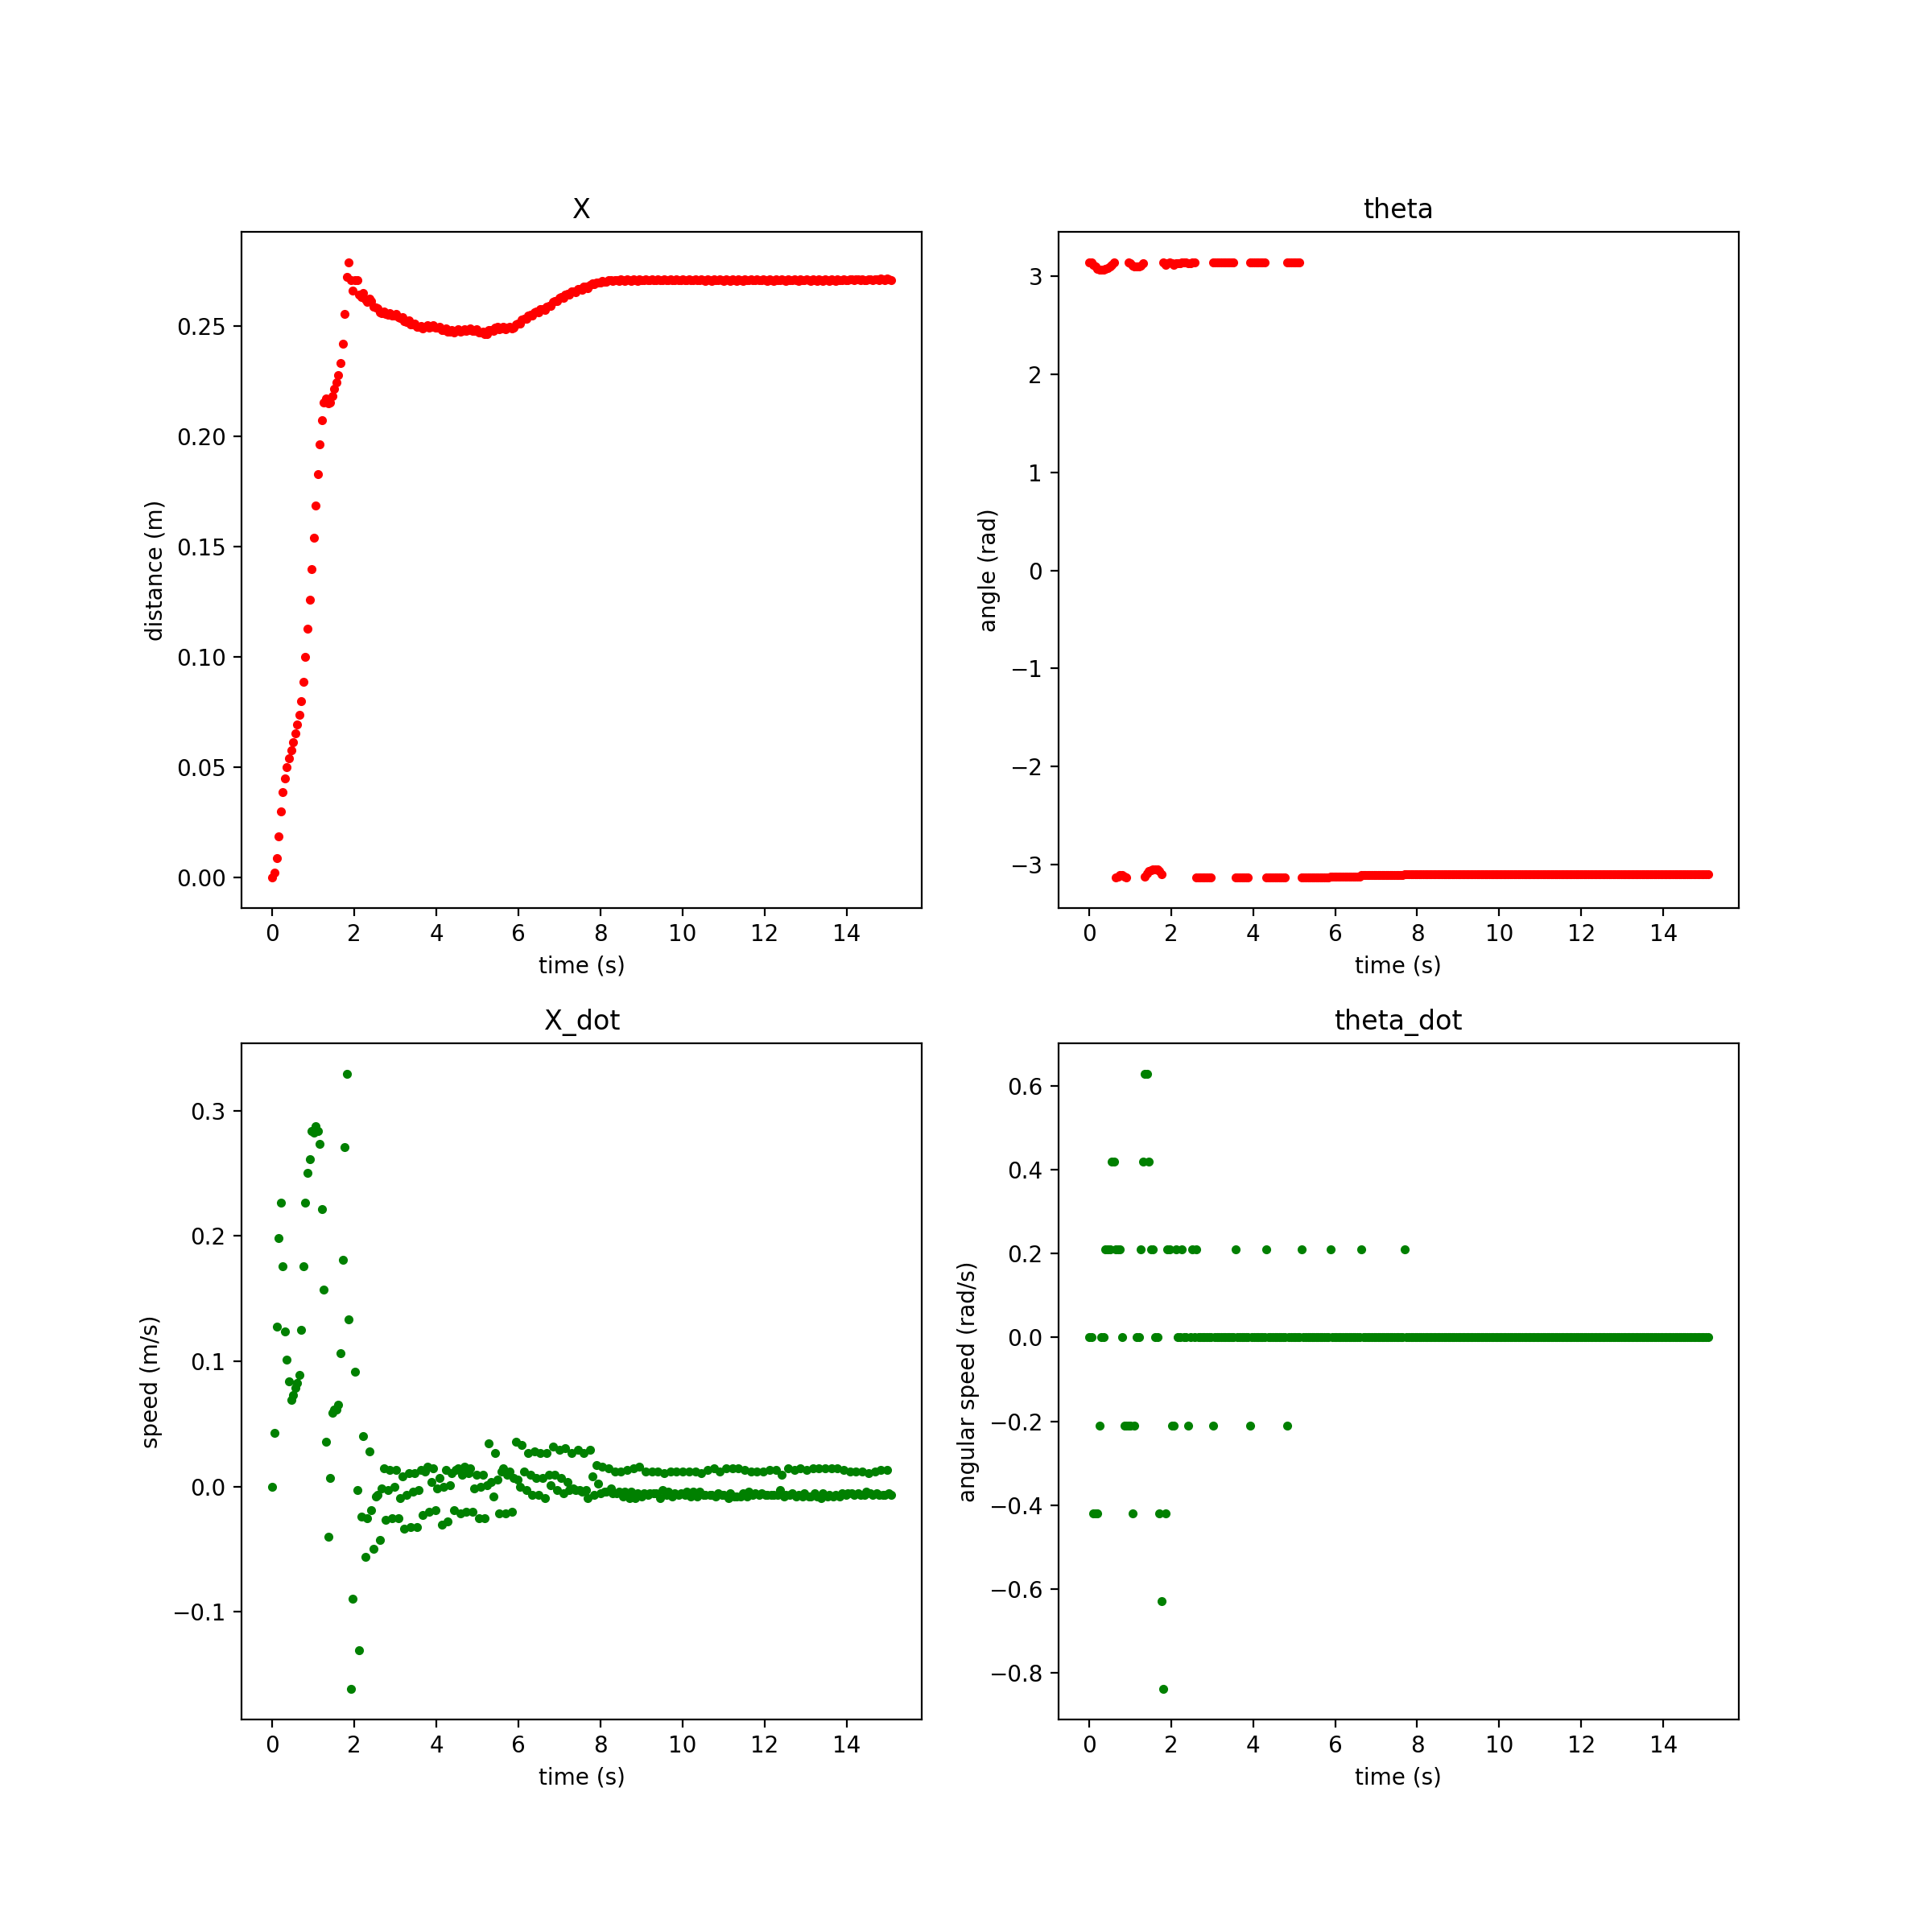 X
distance (m)
0.25
0.20
0.15
0.10
0.05
0.00
0 2 4 6 8 10 12 14
time (s)
theta
angle (rad)
3
2
1
0
−1
−2
−3
0 2 4 6 8 10 12 14
time (s)
X_dot
speed (m/s)
0.3
0.2
0.1
0.0
−0.1
0 2 4 6 8 10 12 14
time (s)
theta_dot
angular speed (rad/s)
0.6
0.4
0.2
0.0
−0.2
−0.4
−0.6
−0.8
0 2 4 6 8 10 12 14
time (s)